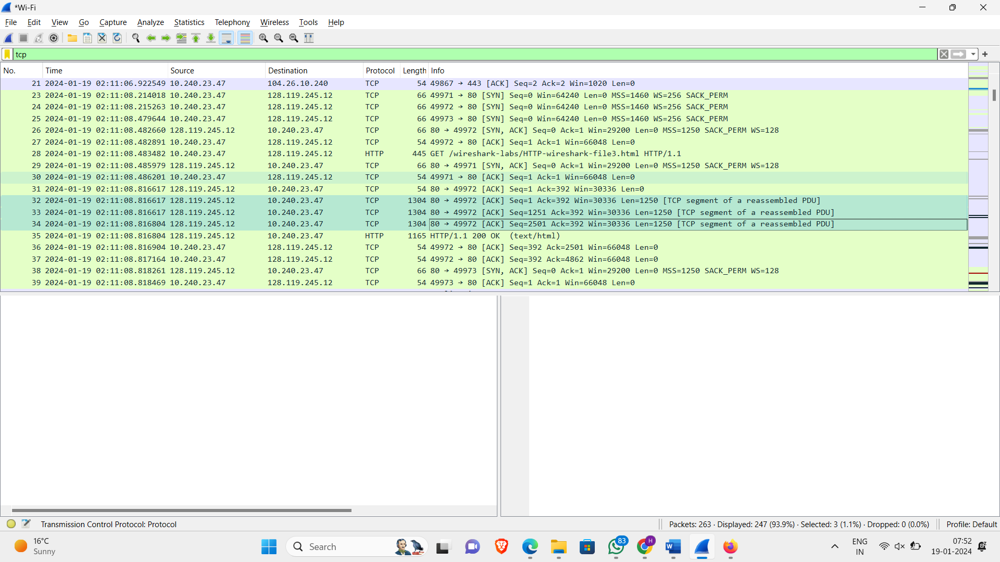 *Wi-Fi
File Edit View Go Capture Analyze Statistics Telephony Wireless Tools Help
tcp
No. Time Source Destination Protocol Length Info
21 2024-01-19 02:11:06.922549 10.240.23.47 104.26.10.240 TCP 54 49867 → 443 [ACK] Seq=2 Ack=2 Win=1020 Len=0
23 2024-01-19 02:11:08.214018 10.240.23.47 128.119.245.12 TCP 66 49971 → 80 [SYN] Seq=0 Win=64240 Len=0 MSS=1460 WS=256 SACK_PERM
24 2024-01-19 02:11:08.215263 10.240.23.47 128.119.245.12 TCP 66 49972 → 80 [SYN] Seq=0 Win=64240 Len=0 MSS=1460 WS=256 SACK_PERM
25 2024-01-19 02:11:08.479644 10.240.23.47 128.119.245.12 TCP 66 49973 → 80 [SYN] Seq=0 Win=64240 Len=0 MSS=1460 WS=256 SACK_PERM
26 2024-01-19 02:11:08.482660 128.119.245.12 10.240.23.47 TCP 66 80 → 49972 [SYN, ACK] Seq=0 Ack=1 Win=29200 Len=0 MSS=1250 SACK_PERM WS=128
27 2024-01-19 02:11:08.482891 10.240.23.47 128.119.245.12 TCP 54 49972 → 80 [ACK] Seq=1 Ack=1 Win=66048 Len=0
28 2024-01-19 02:11:08.483482 10.240.23.47 128.119.245.12 HTTP 445 GET /wireshark-labs/HTTP-wireshark-file3.html HTTP/1.1
29 2024-01-19 02:11:08.485979 128.119.245.12 10.240.23.47 TCP 66 80 → 49971 [SYN, ACK] Seq=0 Ack=1 Win=29200 Len=0 MSS=1250 SACK_PERM WS=128
30 2024-01-19 02:11:08.486201 10.240.23.47 128.119.245.12 TCP 54 49971 → 80 [ACK] Seq=1 Ack=1 Win=66048 Len=0
31 2024-01-19 02:11:08.816617 128.119.245.12 10.240.23.47 TCP 54 80 → 49972 [ACK] Seq=1 Ack=392 Win=30336 Len=0
32 2024-01-19 02:11:08.816617 128.119.245.12 10.240.23.47 TCP 1304 80 → 49972 [ACK] Seq=1 Ack=392 Win=30336 Len=1250 [TCP segment of a reassembled PDU]
33 2024-01-19 02:11:08.816617 128.119.245.12 10.240.23.47 TCP 1304 80 → 49972 [ACK] Seq=1251 Ack=392 Win=30336 Len=1250 [TCP segment of a reassembled PDU]
34 2024-01-19 02:11:08.816804 128.119.245.12 10.240.23.47 TCP 1304 80 → 49972 [ACK] Seq=2501 Ack=392 Win=30336 Len=1250 [TCP segment of a reassembled PDU]
35 2024-01-19 02:11:08.816804 128.119.245.12 10.240.23.47 HTTP 1165 HTTP/1.1 200 OK (text/html)
36 2024-01-19 02:11:08.816904 10.240.23.47 128.119.245.12 TCP 54 49972 → 80 [ACK] Seq=392 Ack=2501 Win=66048 Len=0
37 2024-01-19 02:11:08.817164 10.240.23.47 128.119.245.12 TCP 54 49972 → 80 [ACK] Seq=392 Ack=4862 Win=66048 Len=0
38 2024-01-19 02:11:08.818261 128.119.245.12 10.240.23.47 TCP 66 80 → 49973 [SYN, ACK] Seq=0 Ack=1 Win=29200 Len=0 MSS=1250 SACK_PERM WS=128
39 2024-01-19 02:11:08.818469 10.240.23.47 128.119.245.12 TCP 54 49973 → 80 [ACK] Seq=1 Ack=1 Win=66048 Len=0
Transmission Control Protocol: Protocol Packets: 263 · Displayed: 247 (93.9%) · Selected: 3 (1.1%) · Dropped: 0 (0.0%) Profile: Default
16°C
Sunny
Search
83
H
W
ENG
IN
07:52
19-01-2024